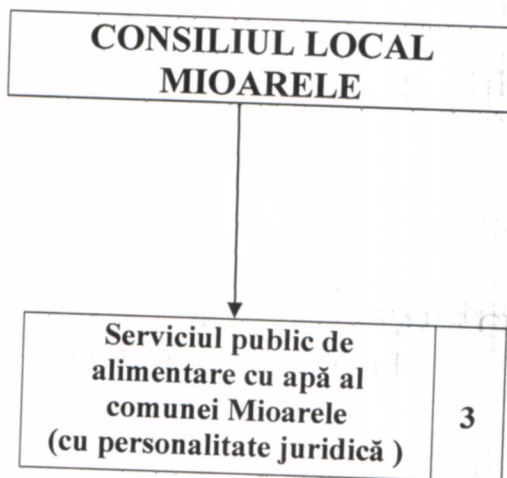 CONSILIUL LOCAL
MIOARELE
Serviciul public de
alimentare cu apă al
comunei Mioarele
(cu personalitate juridică )
3